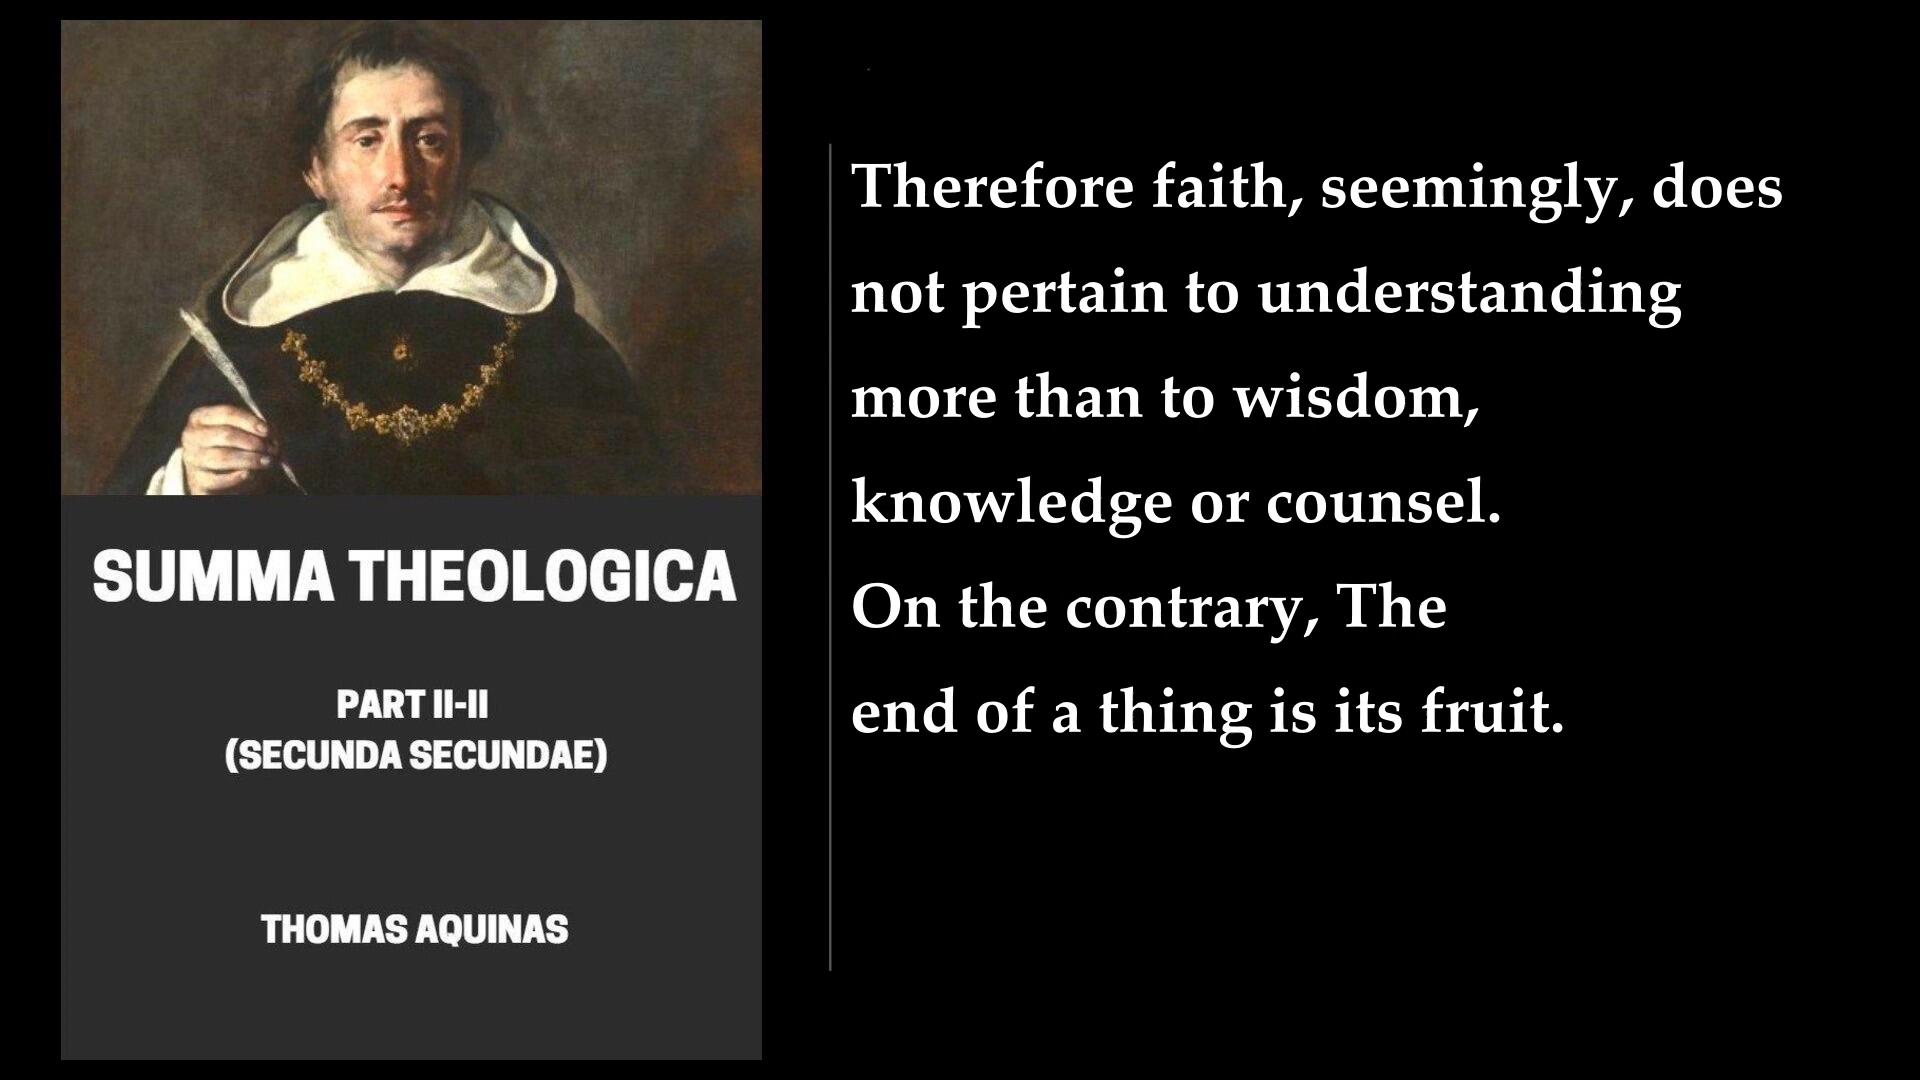 SUMMA THEOLOGICA
PART II-II
(SECUNDA SECUNDAE)
THOMAS AQUINAS
Therefore faith, seemingly, does
not pertain to understanding
more than to wisdom,
knowledge or counsel.
On the contrary, The
end of a thing is its fruit.